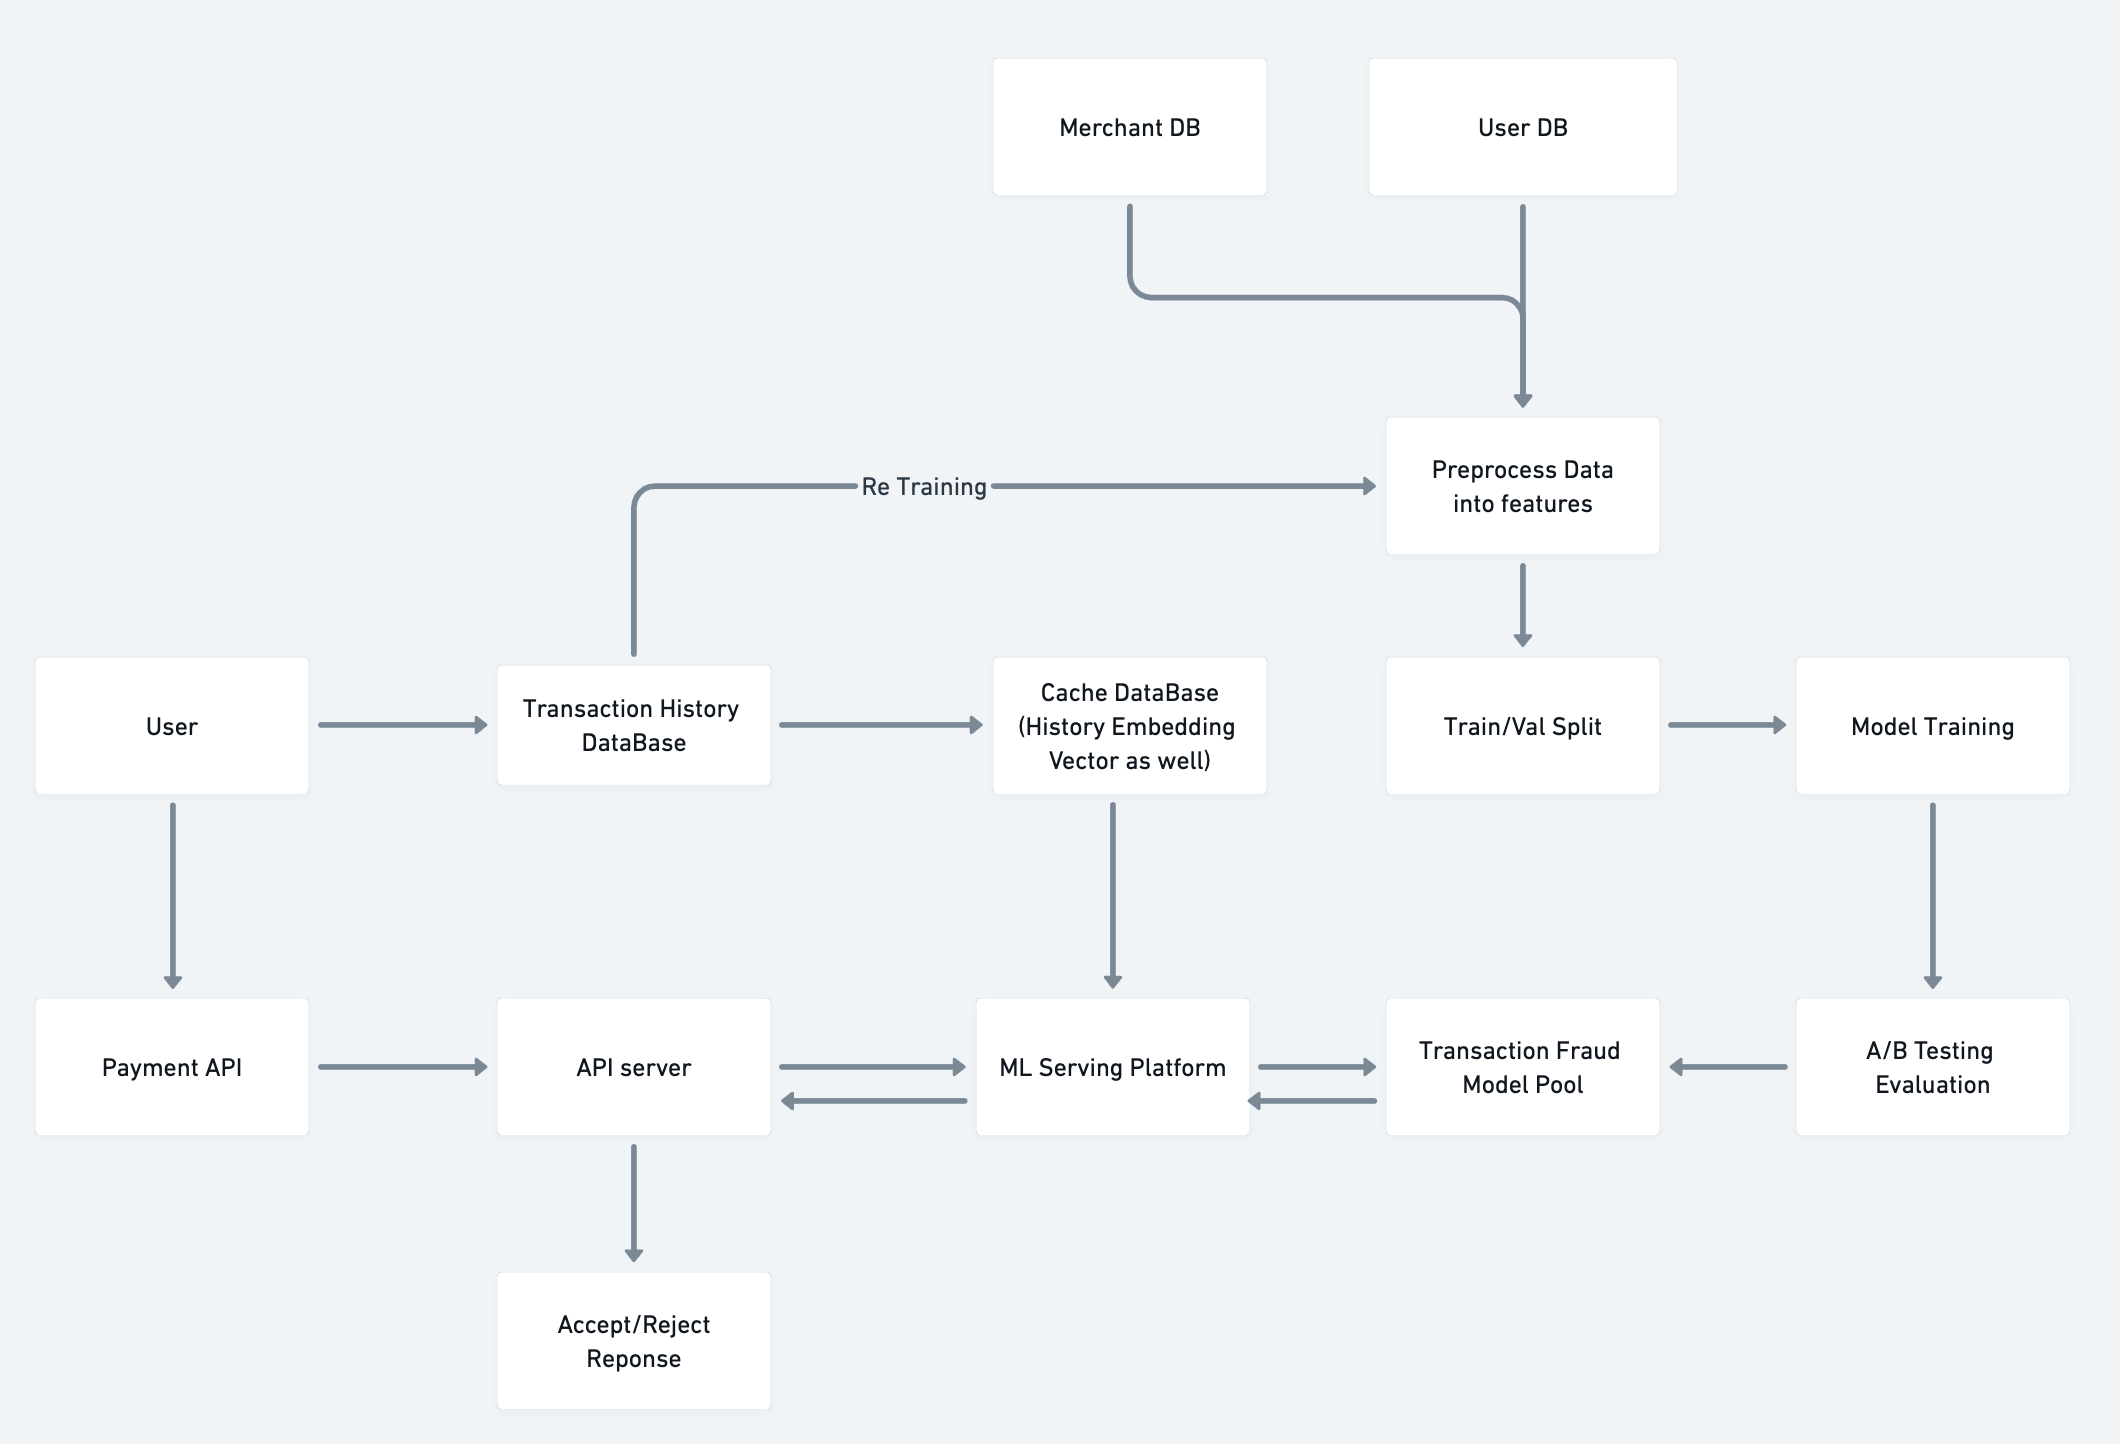 Merchant DB
User DB
Re Training
Preprocess Data
into features
User
Transaction History
DataBase
Cache DataBase
(History Embedding
Vector as well)
Train/Val Split
Model Training
Payment API
API server
ML Serving Platform
Transaction Fraud
Model Pool
A/B Testing
Evaluation
Accept/Reject
Reponse